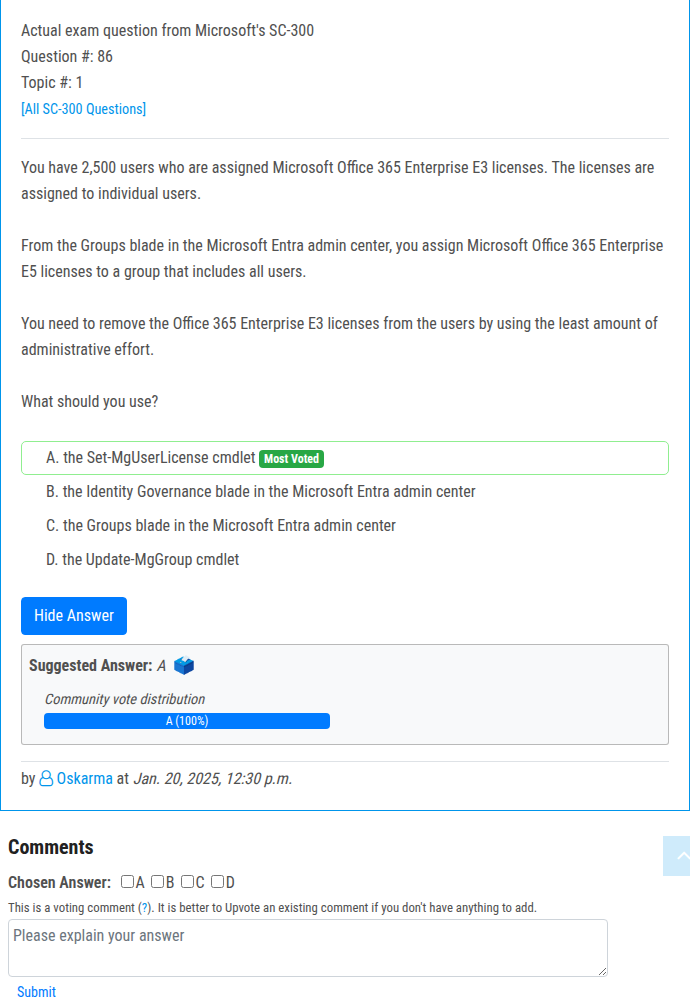 Actual exam question from Microsoft's SC-300
Question #: 86
Topic #: 1
[All SC-300 Questions]
You have 2,500 users who are assigned Microsoft Office 365 Enterprise E3 licenses. The licenses are
assigned to individual users.
From the Groups blade in the Microsoft Entra admin center, you assign Microsoft Office 365 Enterprise
E5 licenses to a group that includes all users.
You need to remove the Office 365 Enterprise E3 licenses from the users by using the least amount of
administrative effort.
What should you use?
A. the Set-MgUserLicense cmdlet Most Voted
B. the Identity Governance blade in the Microsoft Entra admin center
C. the Groups blade in the Microsoft Entra admin center
D. the Update-MgGroup cmdlet
Hide Answer
Suggested Answer: A
Community vote distribution
A (100%)
by Oskarma at Jan. 20, 2025, 12:30 p.m.
Comments
Chosen Answer: A B C D
This is a voting comment (?). It is better to Upvote an existing comment if you don't have anything to add.
Please explain your answer
Submit